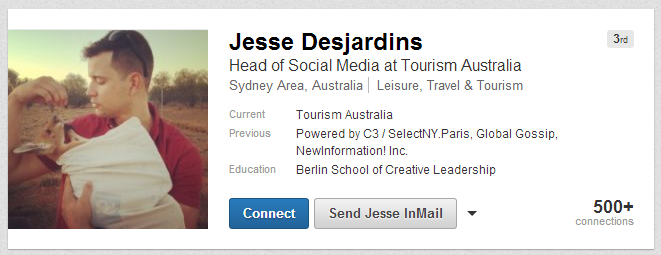 Jesse Desjardins
3rd
Head of Social Media at Tourism Australia
Sydney Area, Australia | Leisure, Travel & Tourism
Current Tourism Australia
Previous Powered by C3 / SelectNY.Paris, Global Gossip,
NewInformation! Inc.
Education Berlin School of Creative Leadership
Connect Send Jesse InMail 500+
connections